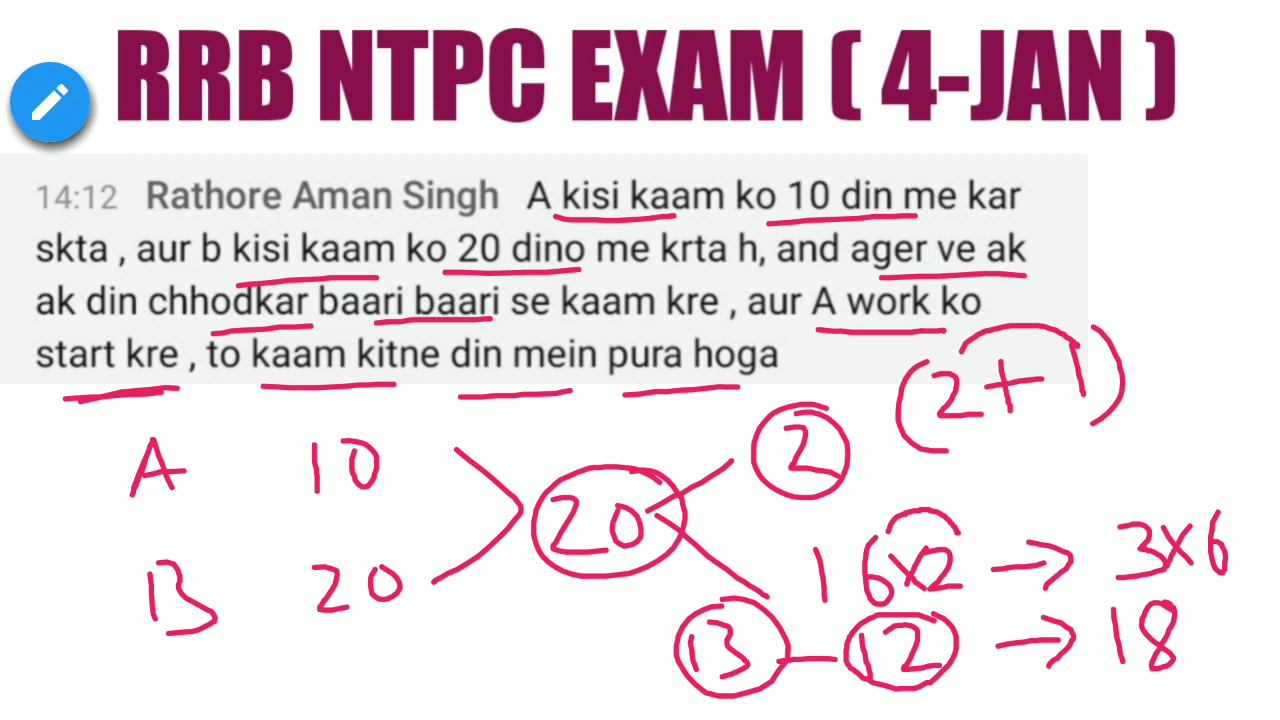 RRB NTPC EXAM ( 4-JAN )
14:12 Rathore Aman Singh A kisi kaam ko 10 din me kar
skta , aur b kisi kaam ko 20 dino me krta h, and ager ve ak
ak din chhodkar baari baari se kaam kre , aur A work ko
start kre , to kaam kitne din mein pura hoga
(2+1)
A 10 2
20
B 20 1 6x2 → 3x6
13 - 12 → 18